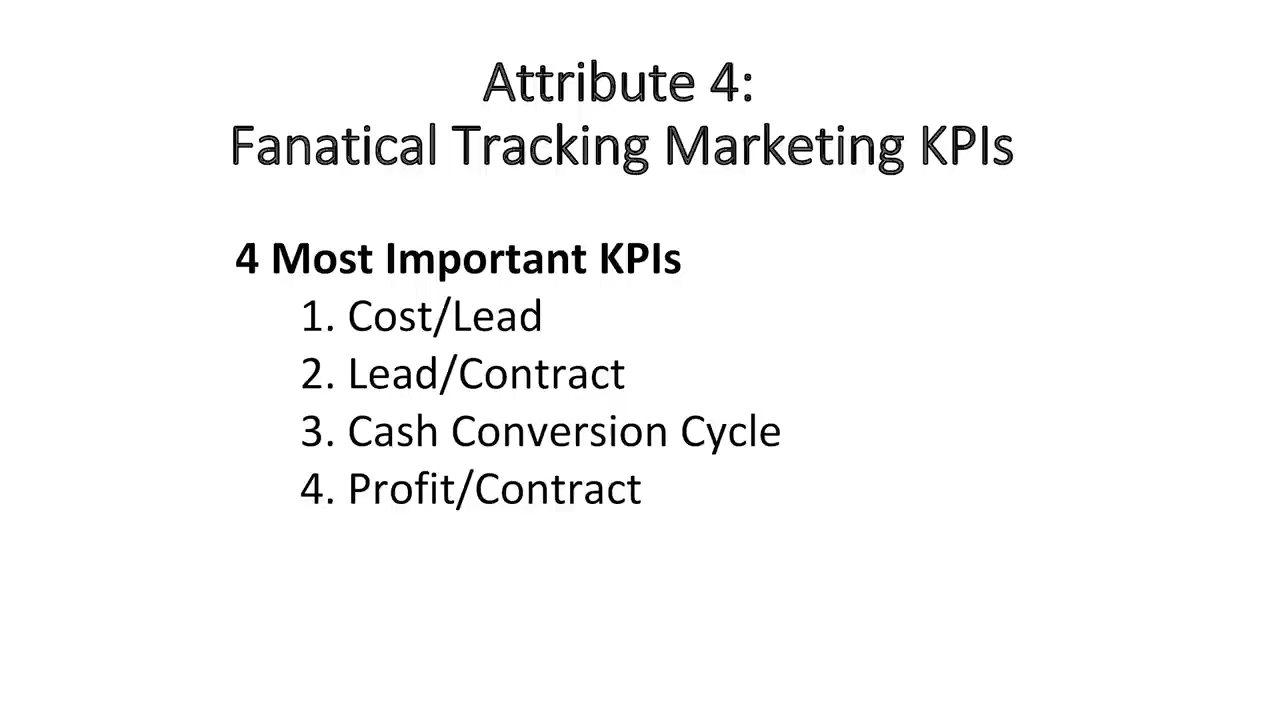 Attribute 4:
Fanatical Tracking Marketing KPIs
4 Most Important KPIs
1. Cost/Lead
2. Lead/Contract
3. Cash Conversion Cycle
4. Profit/Contract